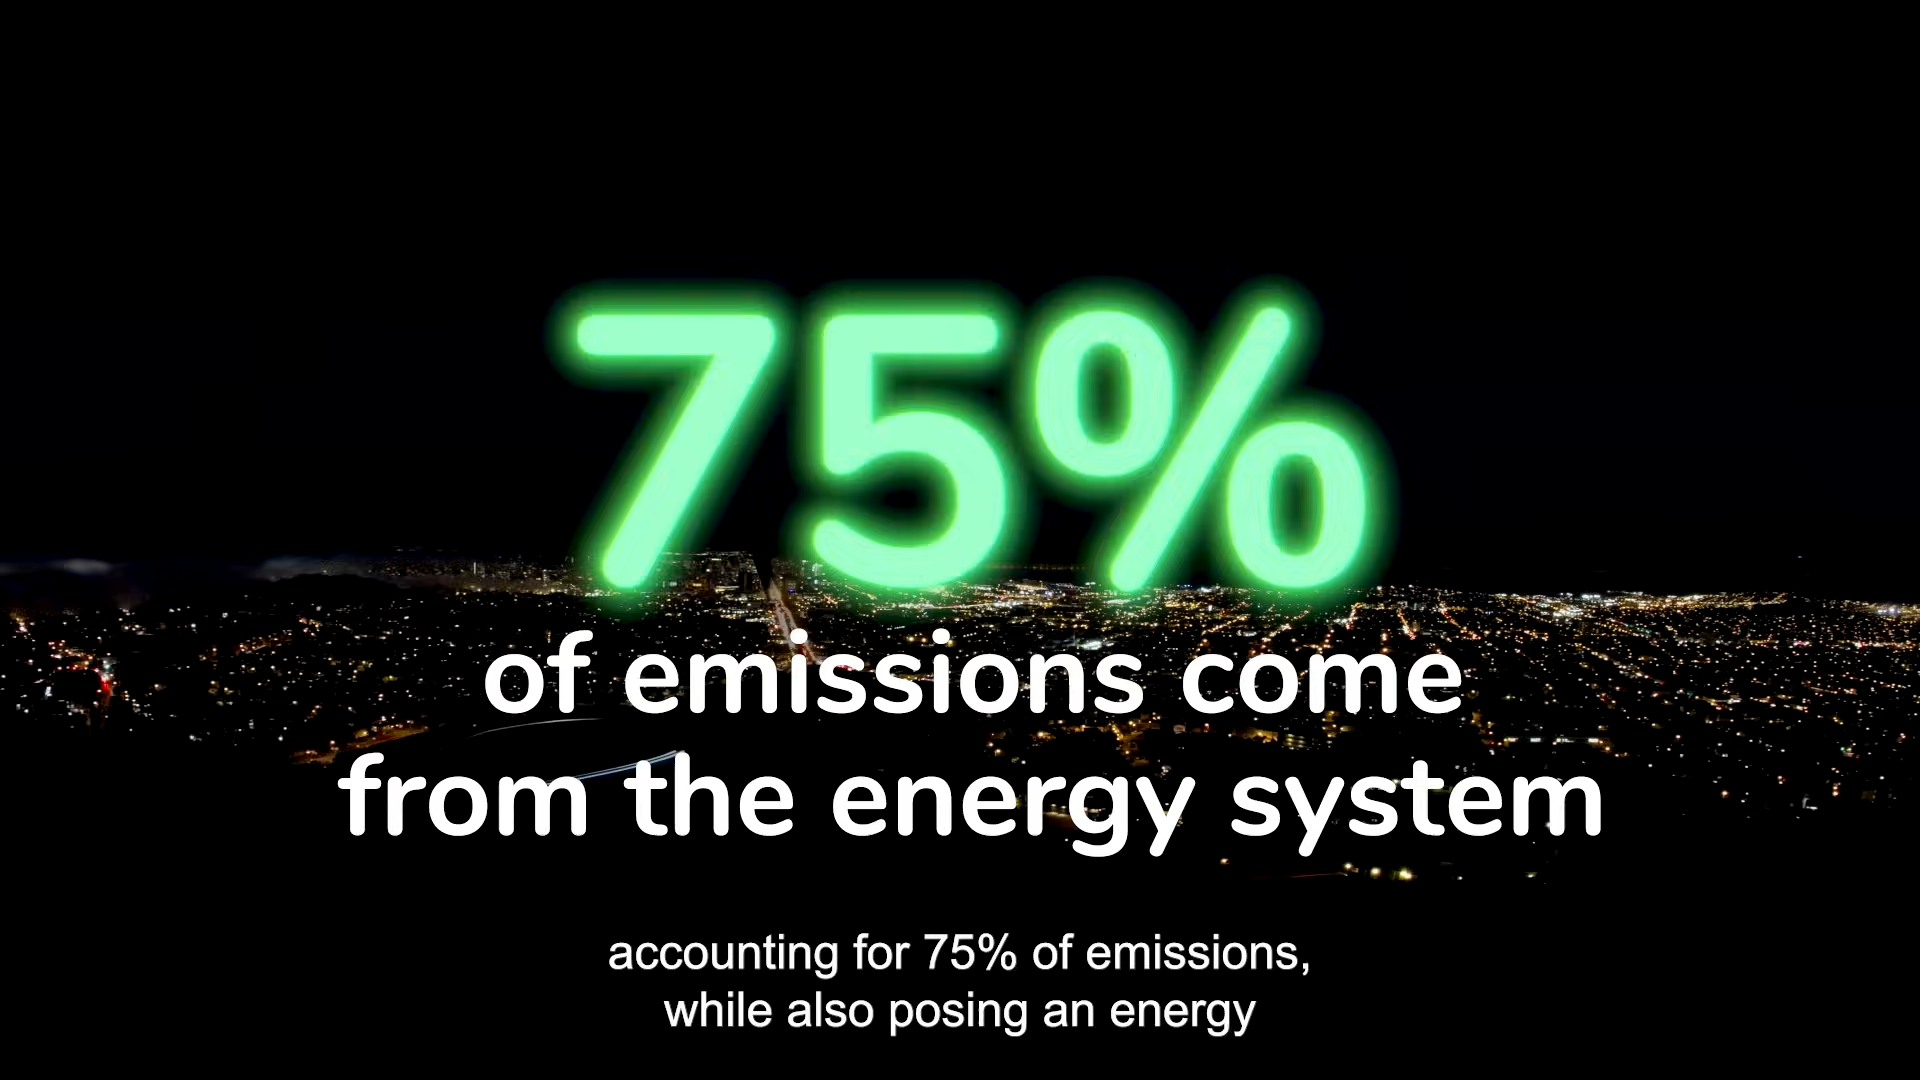 75%
of emissions come
from the energy system
accounting for 75% of emissions,
while also posing an energy